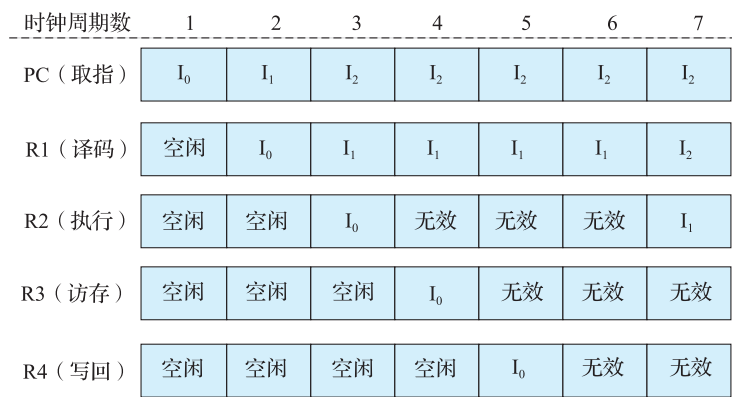 时钟周期数 1 2 3 4 5 6 7
PC（取指） I₀ I₁ I₂ I₂ I₂ I₂ I₂
R1（译码） 空闲 I₀ I₁ I₁ I₁ I₁ I₂
R2（执行） 空闲 空闲 I₀ 无效 无效 无效 I₁
R3（访存） 空闲 空闲 空闲 I₀ 无效 无效 无效
R4（写回） 空闲 空闲 空闲 空闲 I₀ 无效 无效